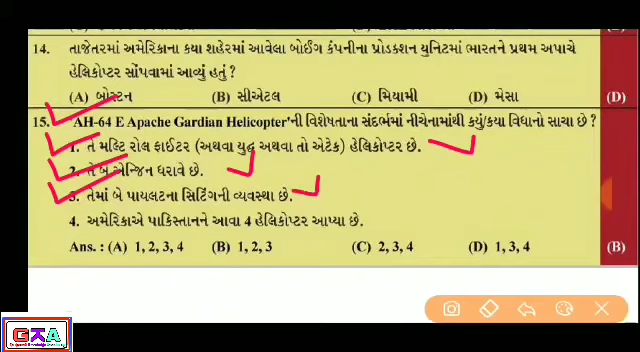 14. તાજેતરમાં અમેરિકાના કયા શહેરમાં આવેલા બોઈંગ કંપનીના પ્રોડક્શન યુનિટમાં ભારતને પ્રથમ અપાચે
હેલિકોપ્ટર સોંપવામાં આવ્યું હતું ?
(A) બોસ્ટન (B) સીએટલ (C) મિયામી (D) મેસા (D)
15. AH-64 E Apache Gardian Helicopter'ની વિશેષતાના સંદર્ભમાં નીચેનામાંથી કયું/કયા વિધાનો સાચા છે ?
1. તે મલ્ટિ રોલ ફાઈટર (અથવા યુદ્ધ અથવા તો એટેક) હેલિકોપ્ટર છે.
2. તે બે એન્જિન ધરાવે છે.
3. તેમાં બે પાયલટના સિટિંગની વ્યવસ્થા છે.
4. અમેરિકાએ પાકિસ્તાનને આવા 4 હેલિકોપ્ટર આપ્યા છે.
Ans. : (A) 1, 2, 3, 4 (B) 1, 2, 3 (C) 2, 3, 4 (D) 1, 3, 4 (B)
GKA